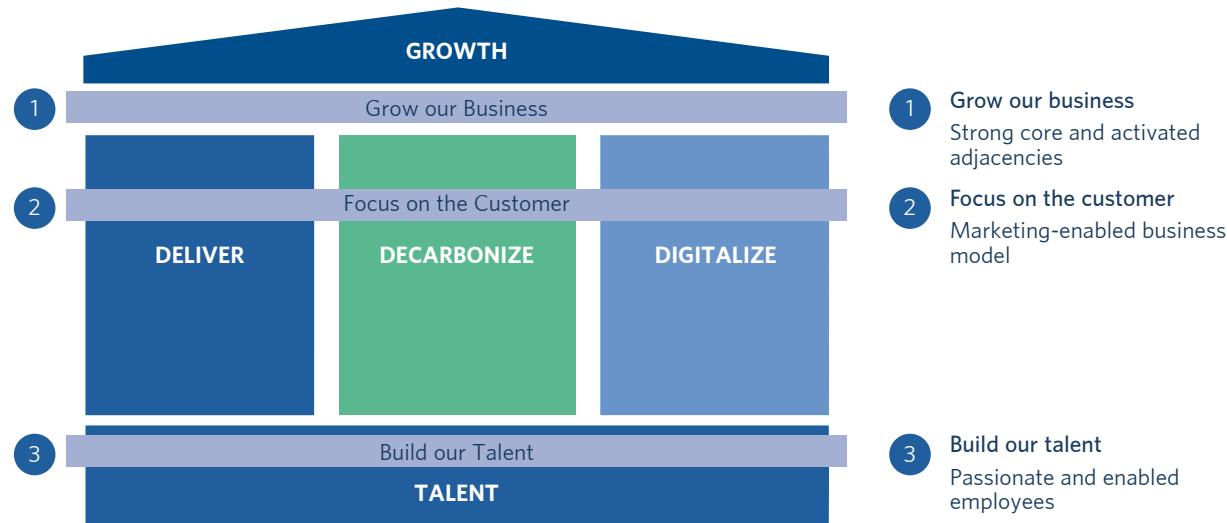 GROWTH
1
Grow our Business
2
Focus on the Customer
DELIVER
DECARBONIZE
DIGITALIZE
3
Build our Talent
TALENT
1
Grow our business
Strong core and activated
adjacencies
2
Focus on the customer
Marketing-enabled business
model
3
Build our talent
Passionate and enabled
employees